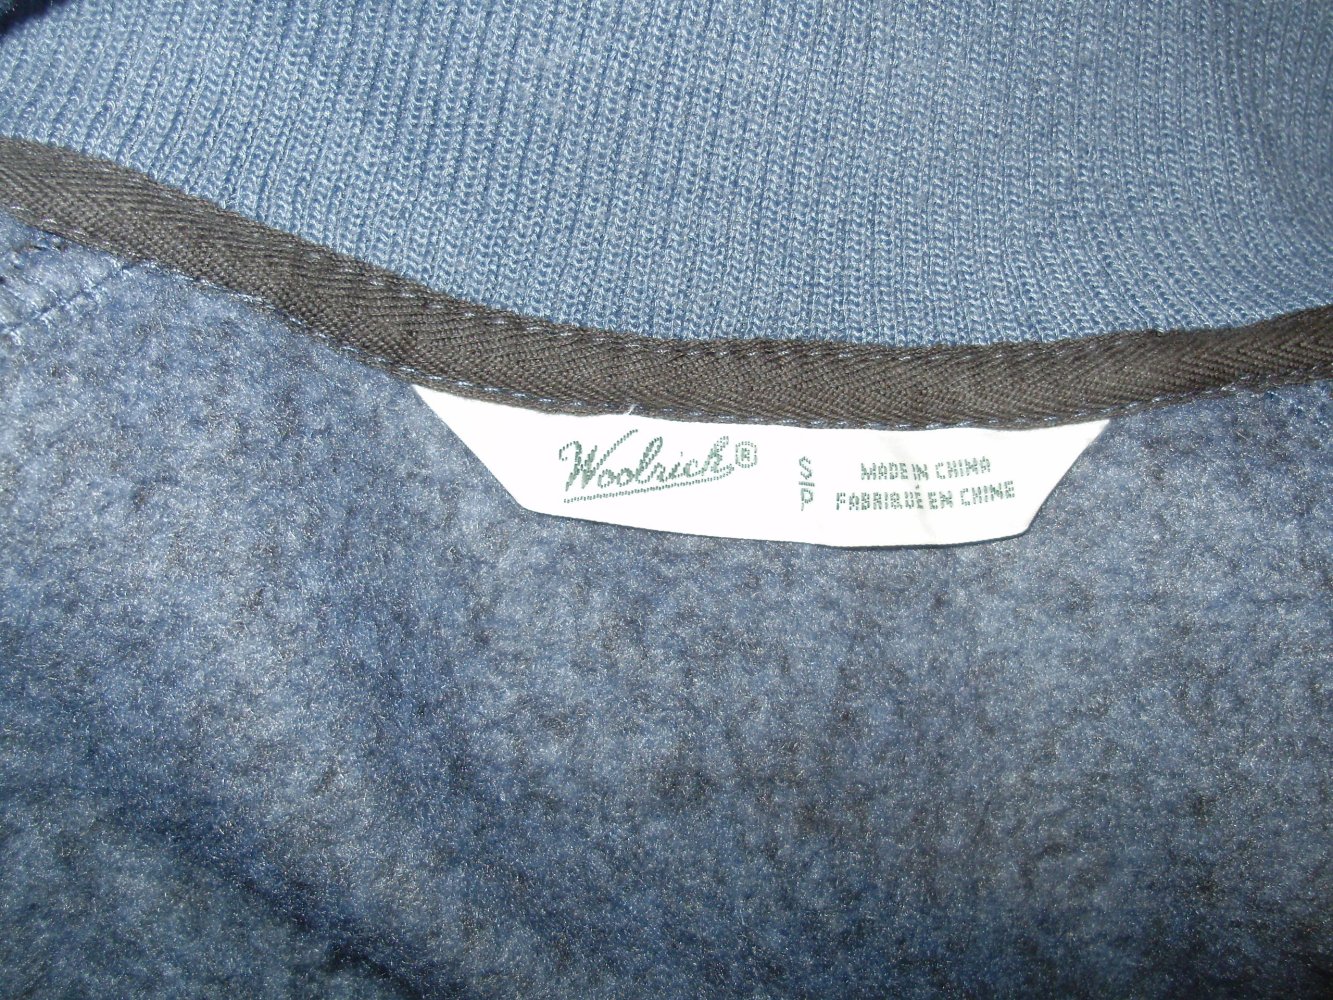 Woolrich®
S
P
MADE IN CHINA
FABRIQUÉ EN CHINE